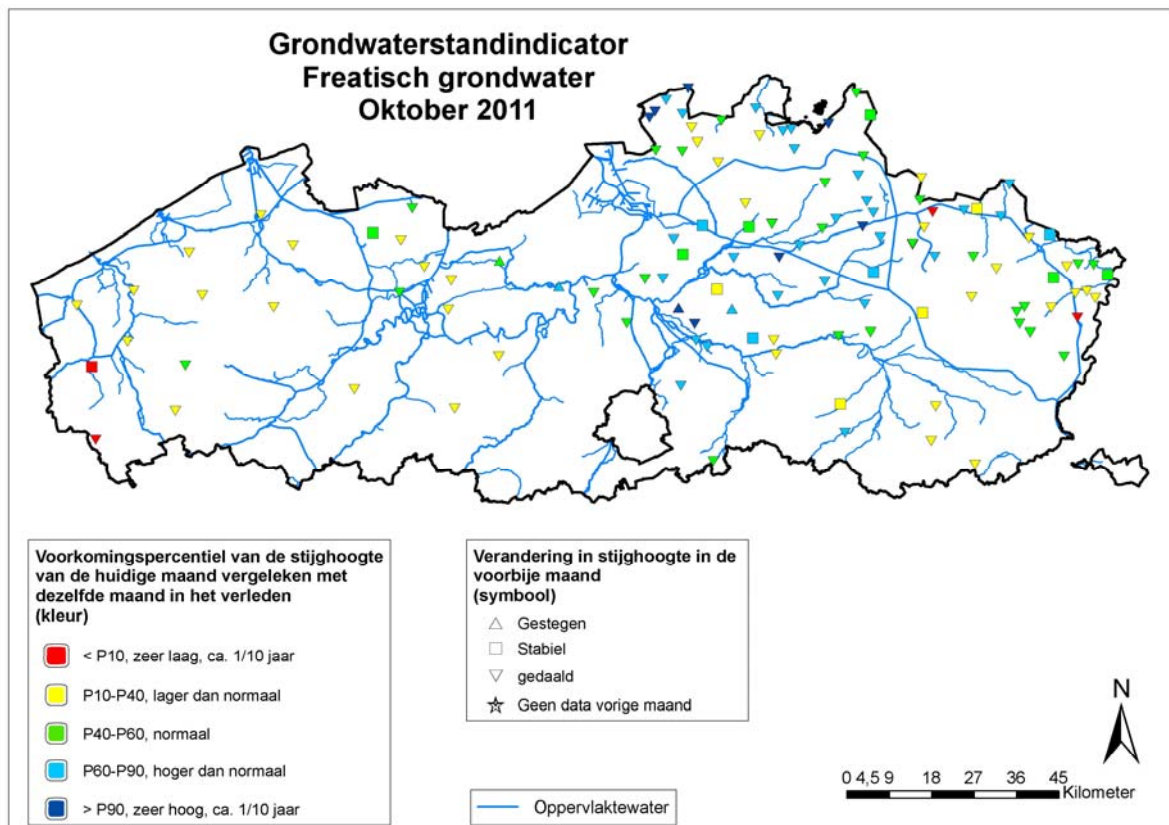 Grondwaterstandindicator
Freatisch grondwater
Oktober 2011
Voorkomingspercentiel van de stijghoogte
van de huidige maand vergeleken met
dezelfde maand in het verleden
(kleur)
< P10, zeer laag, ca. 1/10 jaar
P10-P40, lager dan normaal
P40-P60, normaal
P60-P90, hoger dan normaal
> P90, zeer hoog, ca. 1/10 jaar
Verandering in stijghoogte in de
voorbije maand
(symbool)
Gestegen
Stabiel
gedaald
Geen data vorige maand
Oppervlaktewater
N
0 4,5 9 18 27 36 45
Kilometer